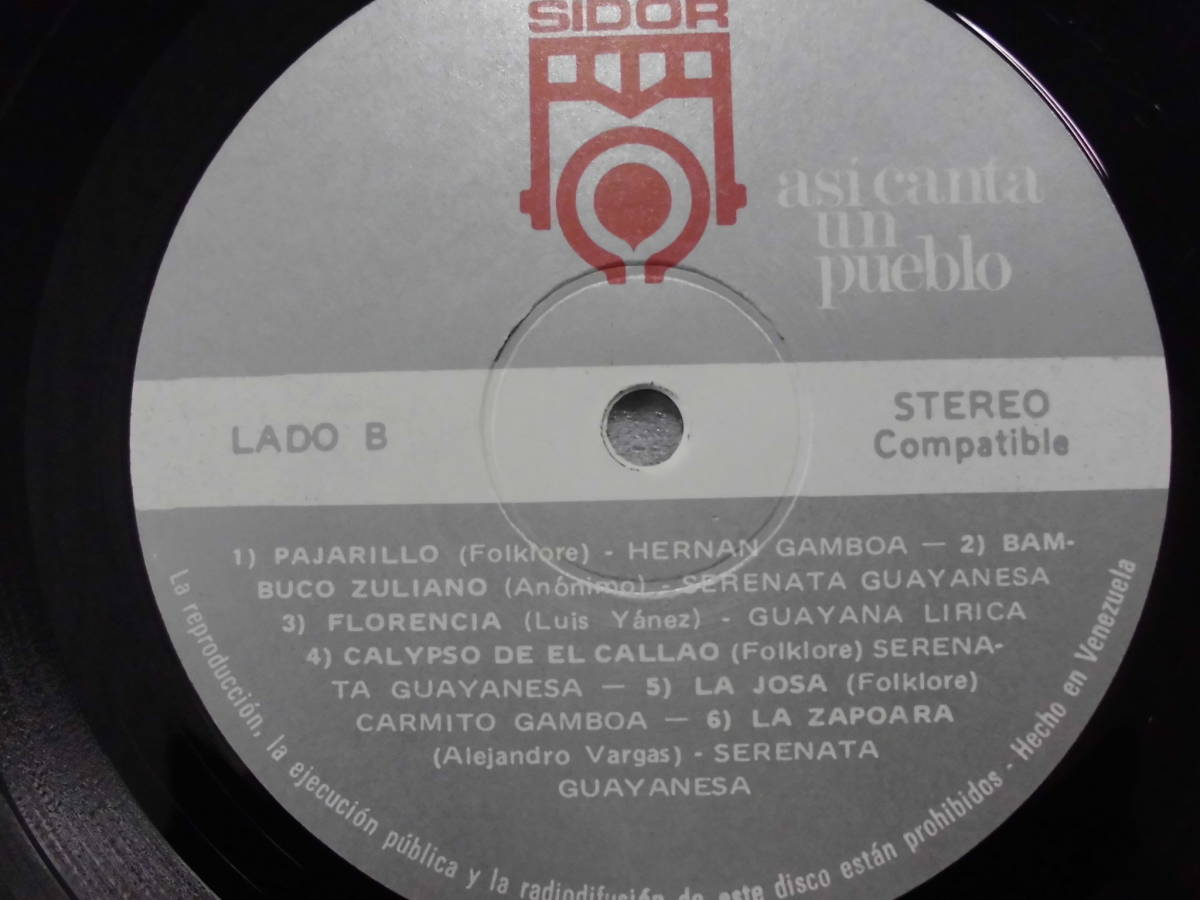 SIDOR
así canta
un
pueblo
LADO B
STEREO
Compatible
1) PAJARILLO (Folklore) - HERNAN GAMBOA — 2) BAM-
BUCO ZULIANO (Anónimo) - SERENATA GUAYANESA
3) FLORENCIA (Luis Yánez) - GUAYANA LIRICA
4) CALYPSO DE EL CALLAO (Folklore) SERENA-
TA GUAYANESA — 5) LA JOSA (Folklore)
CARMITO GAMBOA — 6) LA ZAPOARA
(Alejandro Vargas) - SERENATA
GUAYANESA
La reproducción, la ejecución pública y la radiodifusión de este disco están prohibidos - Hecho en Venezuela